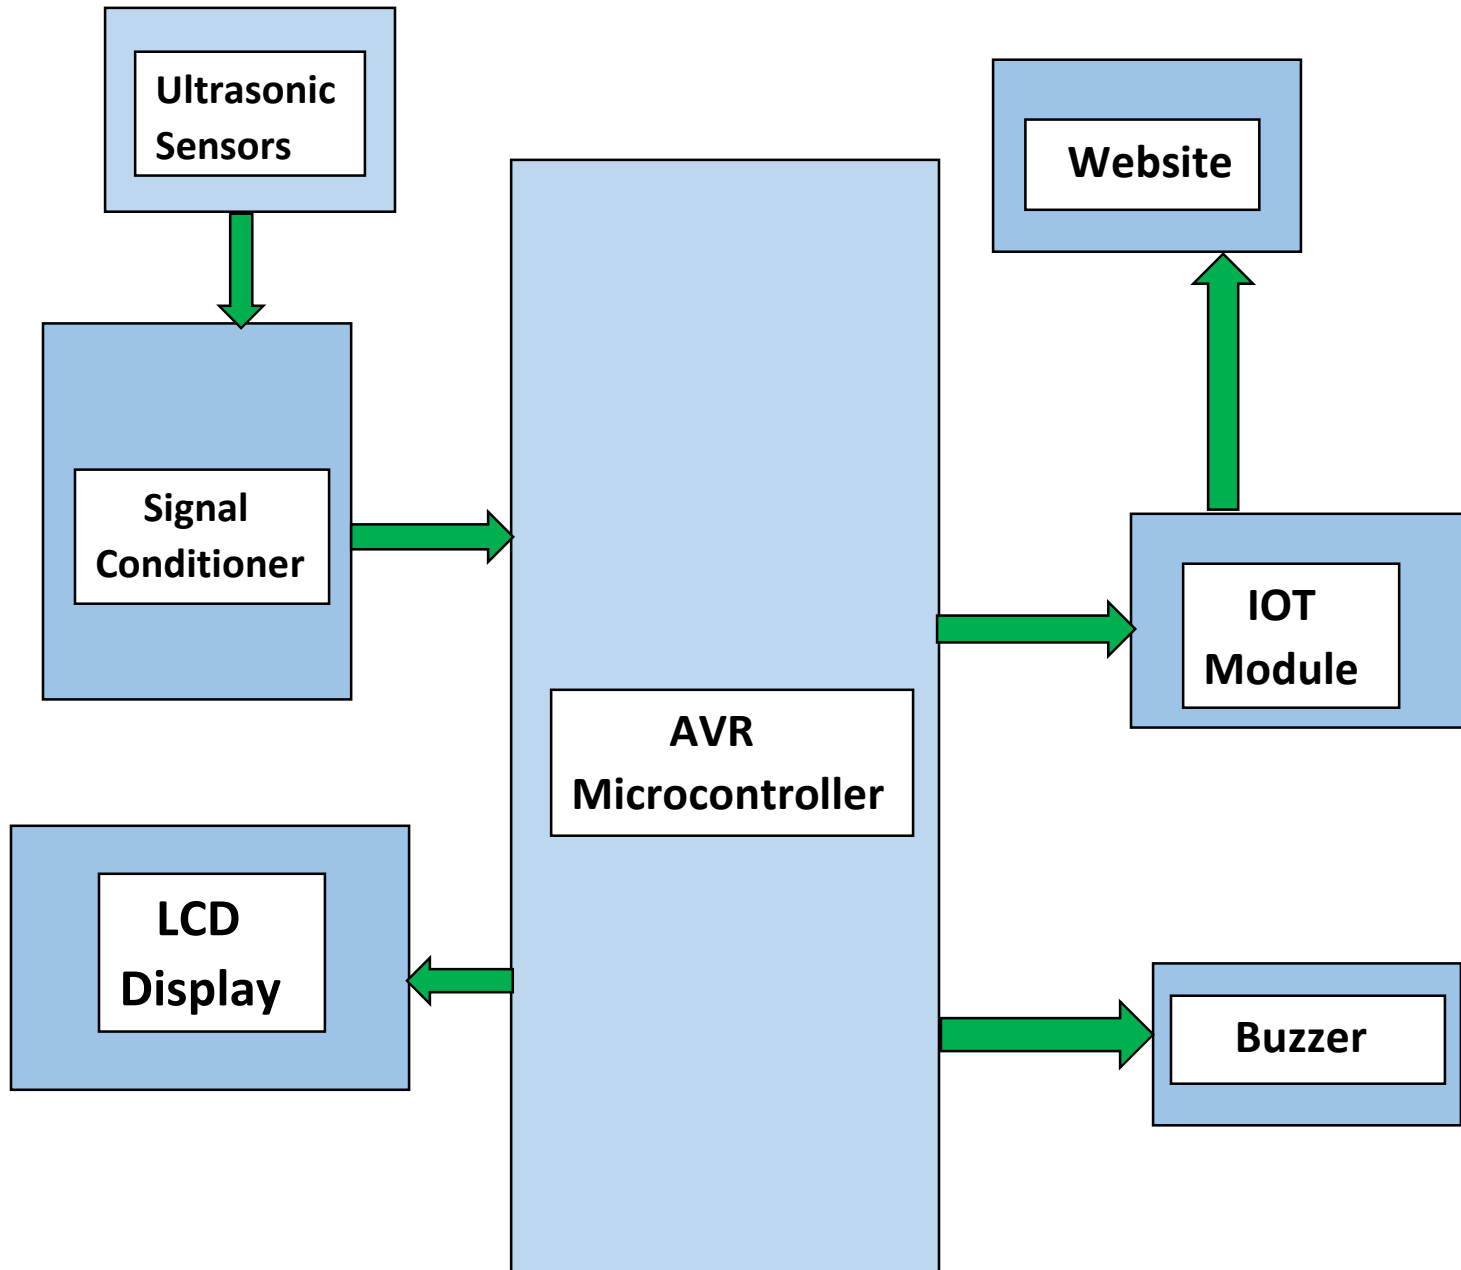 Ultrasonic
Sensors
Website
Signal
Conditioner
IOT
Module
AVR
Microcontroller
LCD
Display
Buzzer